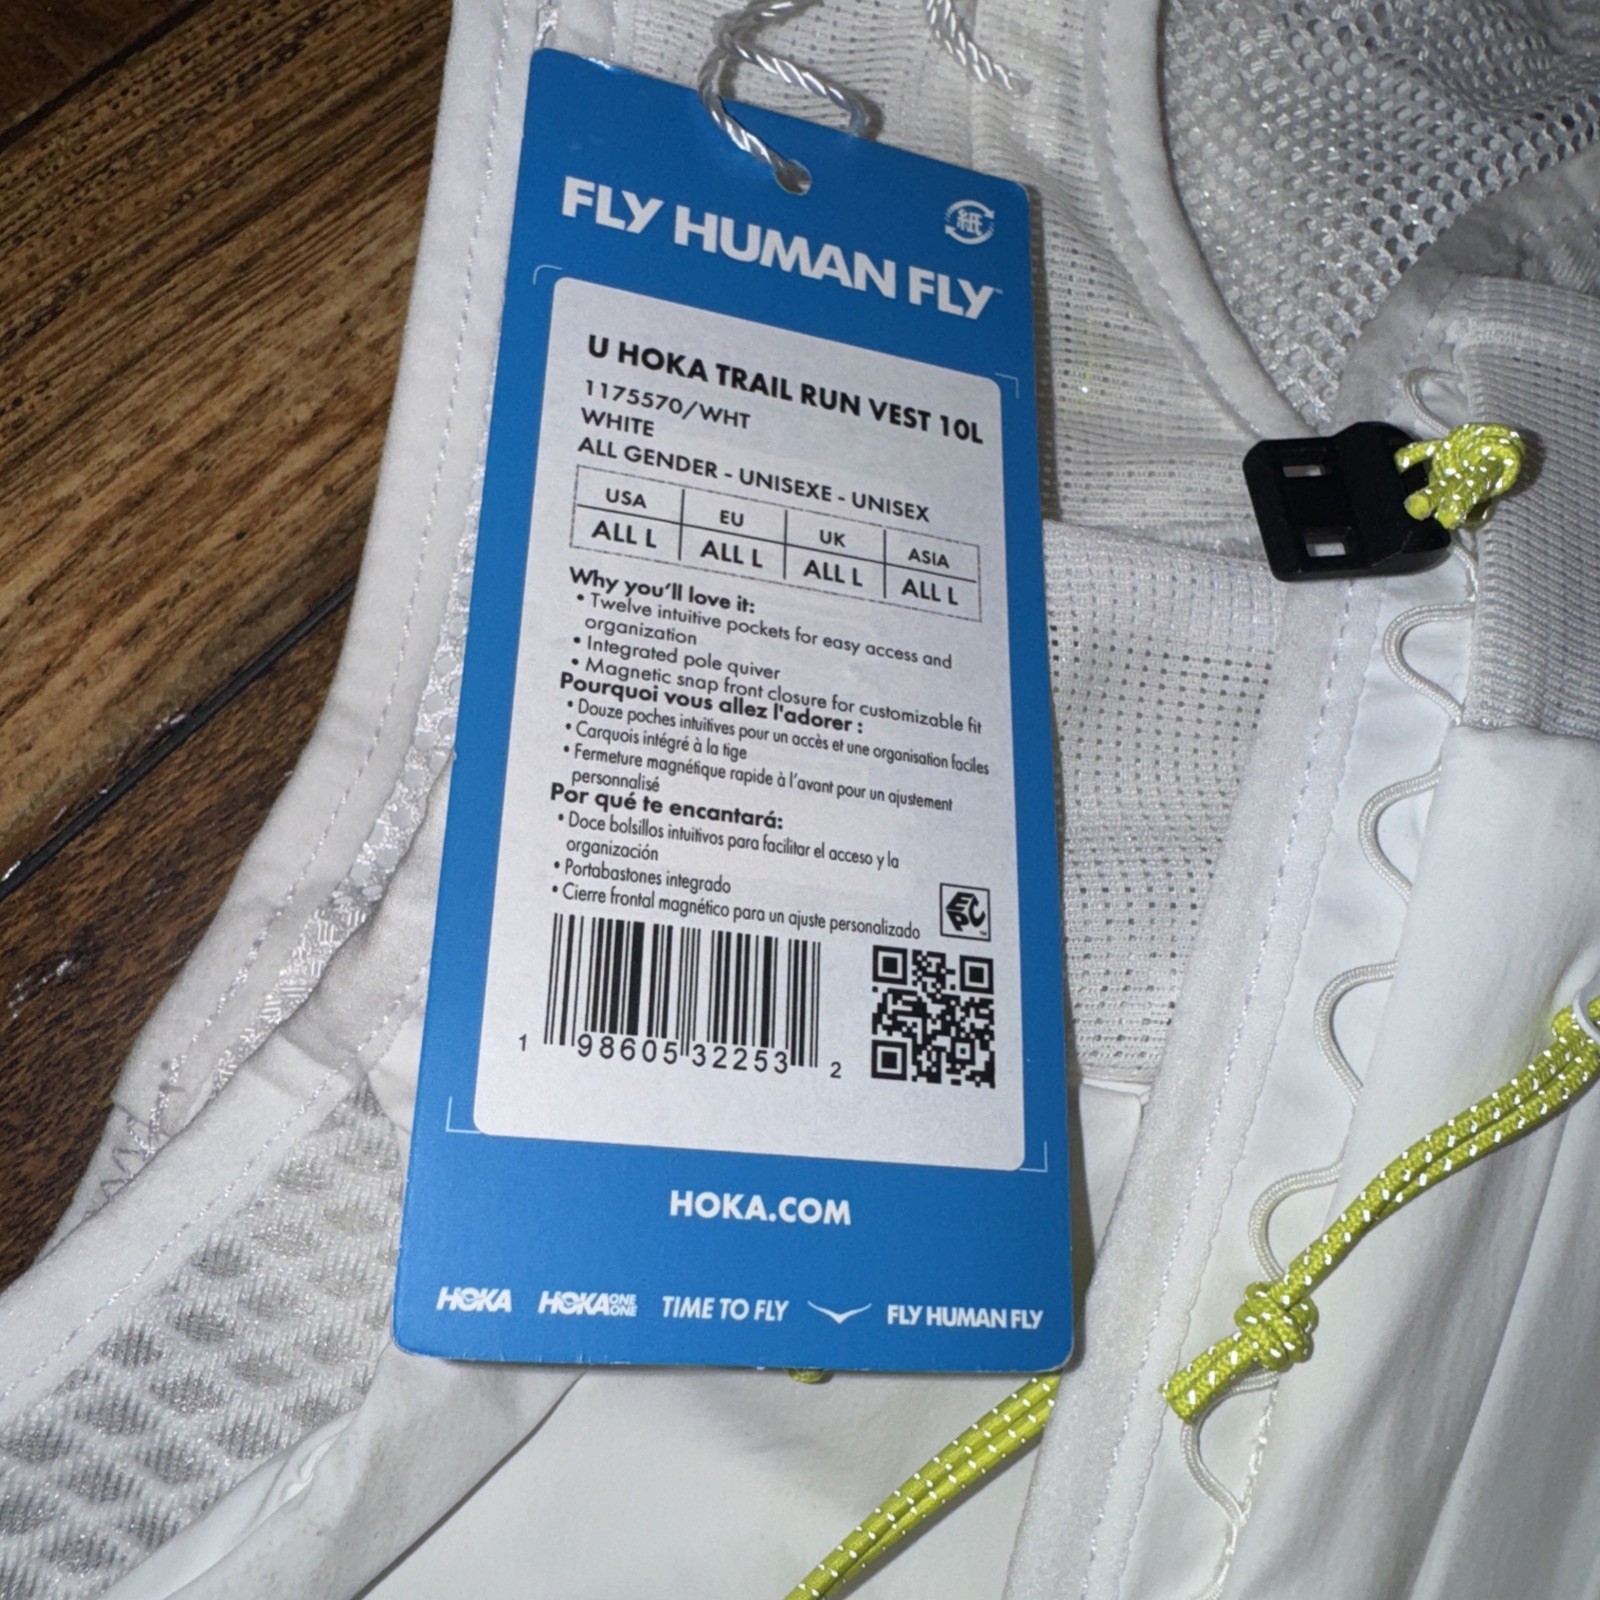 FLY HUMAN FLY™
紙
U HOKA TRAIL RUN VEST 10L
1175570/WHT
WHITE
ALL GENDER - UNISEXE - UNISEX
USA EU UK ASIA
ALL L ALL L ALL L ALL L
Why you'll love it:
• Twelve intuitive pockets for easy access and
organization
• Integrated pole quiver
• Magnetic snap front closure for customizable fit
Pourquoi vous allez l'adorer :
• Douze poches intuitives pour un accès et une organisation faciles
• Carquois intégré à la tige
• Fermeture magnétique rapide à l'avant pour un ajustement
personnalisé
Por qué te encantará:
• Doce bolsillos intuitivos para facilitar el acceso y la
organización
• Portabastones integrado
• Cierre frontal magnético para un ajuste personalizado
EPC™
1 98605 32253 2
HOKA.COM
HOKA HOKA ONE ONE TIME TO FLY FLY HUMAN FLY